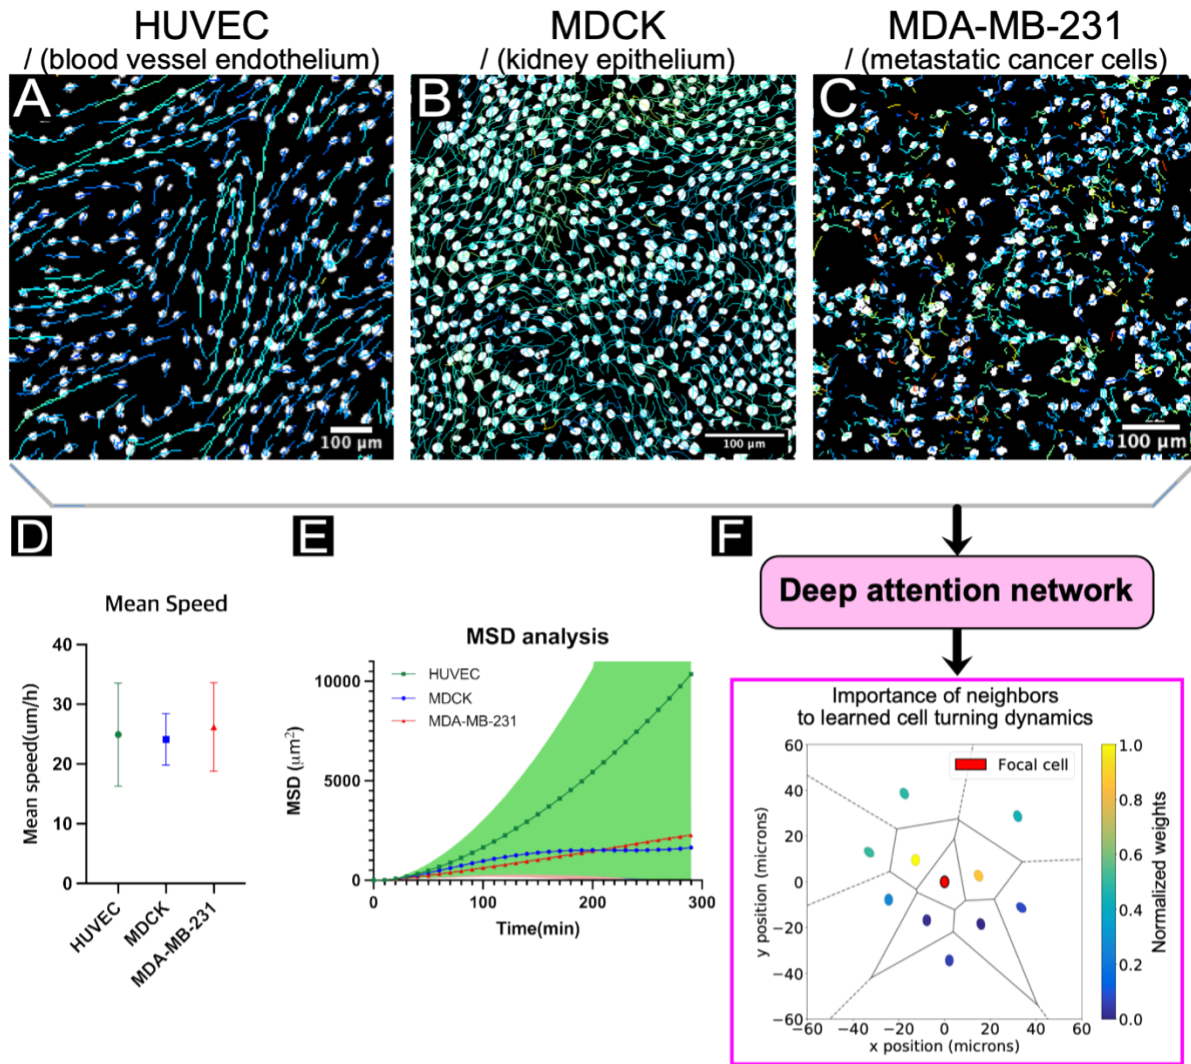 HUVEC
/ (blood vessel endothelium)
MDCK
/ (kidney epithelium)
MDA-MB-231
/ (metastatic cancer cells)
A
B
C
100 µm
100 µm
100 µm
D
E
F
Deep attention network
Mean Speed
Mean speed(um/h)
40
30
20
10
0
HUVEC
MDCK
MDA-MB-231
MSD analysis
HUVEC
MDCK
MDA-MB-231
MSD (µm²)
10000
5000
0
0
100
200
300
Time(min)
Importance of neighbors
to learned cell turning dynamics
Focal cell
y position (microns)
60
40
20
0
−20
−40
−60
−60
−40
−20
0
20
40
60
x position (microns)
1.0
0.8
0.6
0.4
0.2
0.0
Normalized weights